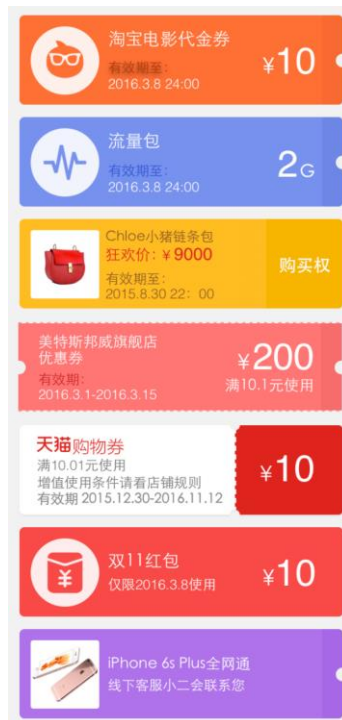 淘宝电影代金券
有效期至:
2016.3.8 24:00
¥10
流量包
有效期至:
2016.3.8 24:00
2G
Chloe小猪链条包
狂欢价: ¥9000
有效期至:
2015.8.30 22: 00
购买权
美特斯邦威旗舰店
优惠券
有效期:
2016.3.1-2016.3.15
¥200
满10.1元使用
天猫购物券
满10.01元使用
增值使用条件请看店铺规则
有效期 2015.12.30-2016.11.12
¥10
双11红包
仅限2016.3.8使用
¥10
iPhone 6s Plus全网通
线下客服小二会联系您